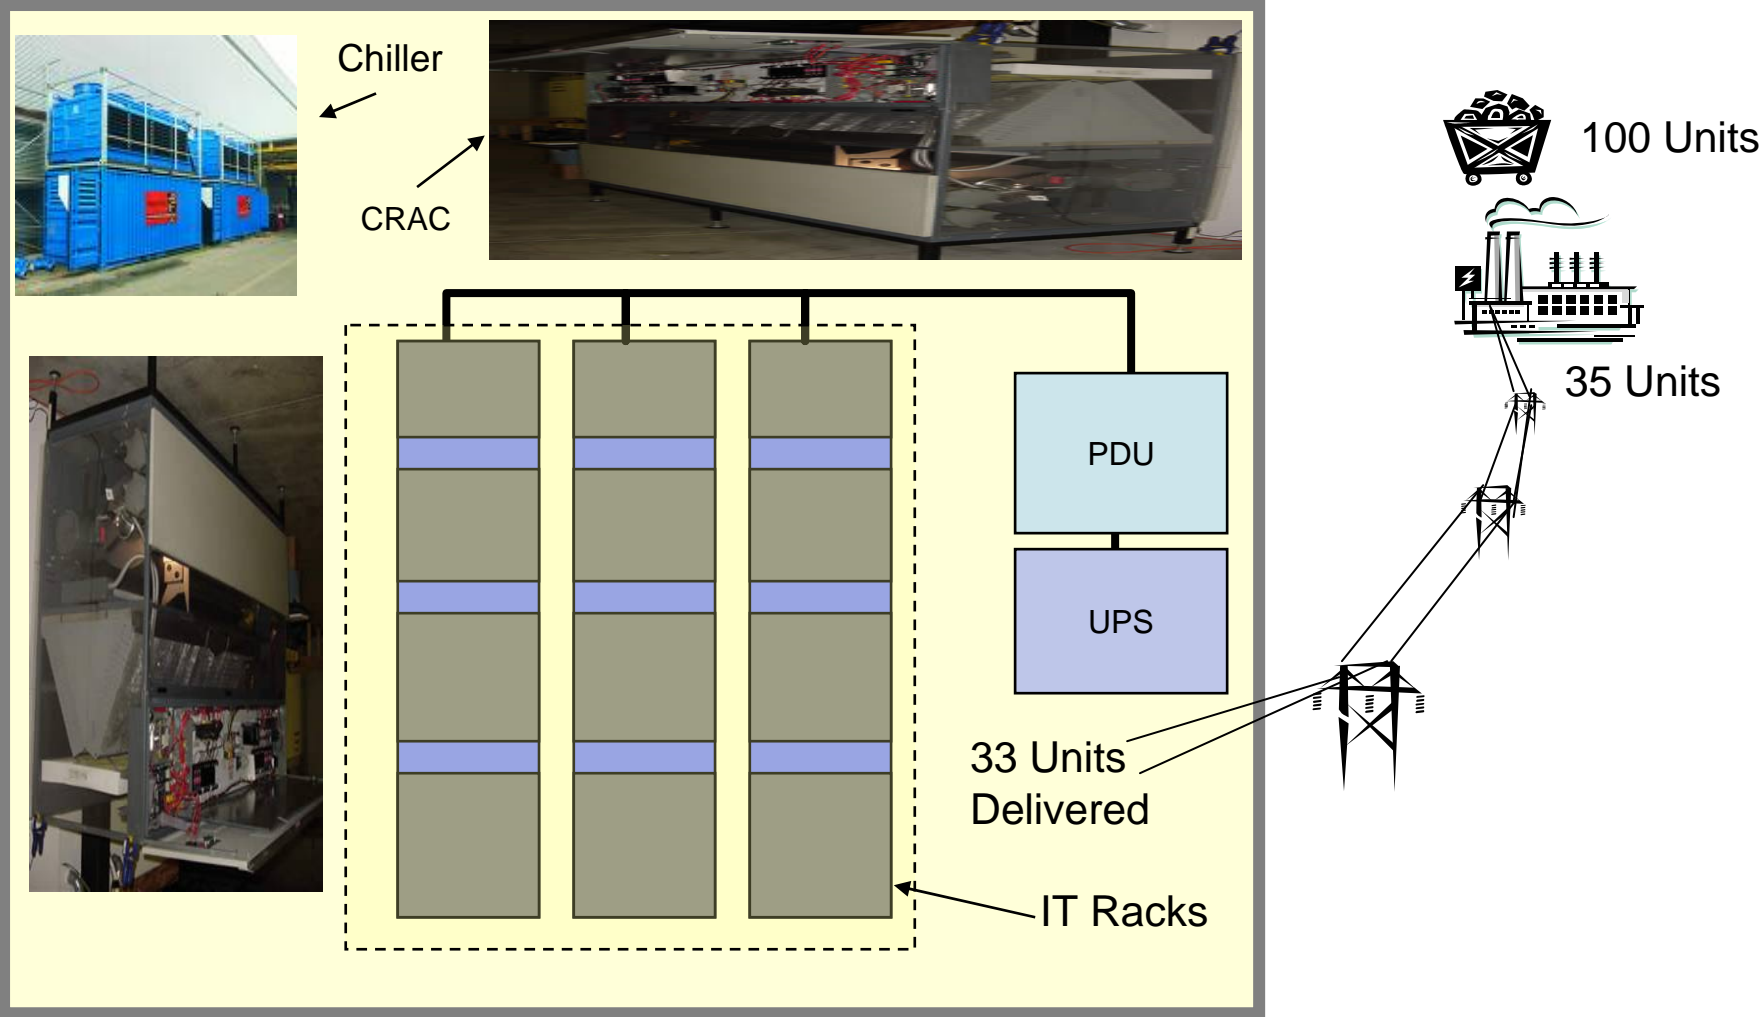 Chiller
CRAC
100 Units
35 Units
PDU
UPS
33 Units
Delivered
IT Racks